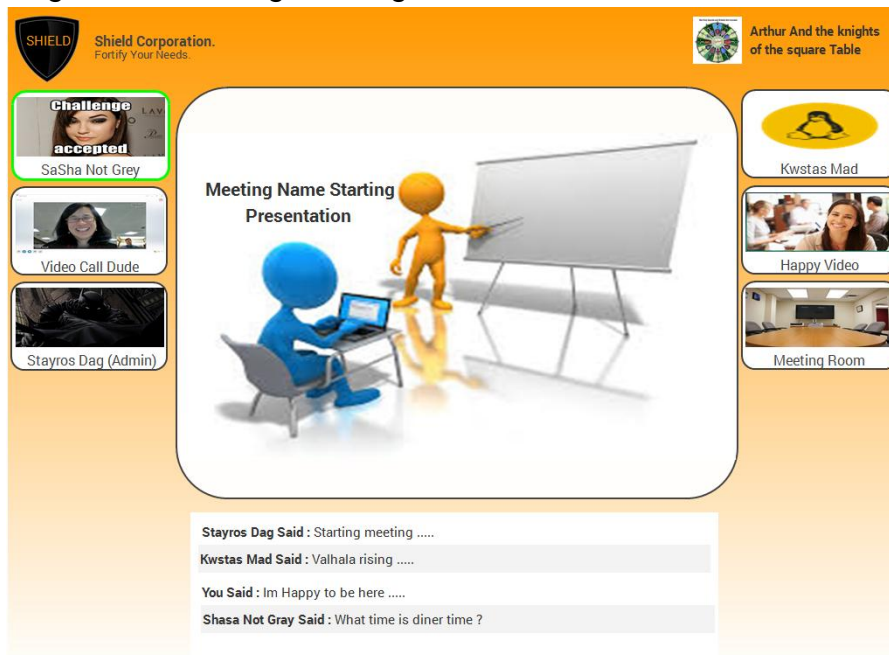 SHIELD
Shield Corporation.
Fortify Your Needs.
Arthur And the knights
of the square Table
Challenge
accepted
SaSha Not Grey
Video Call Dude
Stayros Dag (Admin)
Meeting Name Starting
Presentation
Kwstas Mad
Happy Video
Meeting Room
Stayros Dag Said : Starting meeting .....
Kwstas Mad Said : Valhala rising .....
You Said : Im Happy to be here .....
Shasa Not Gray Said : What time is diner time ?